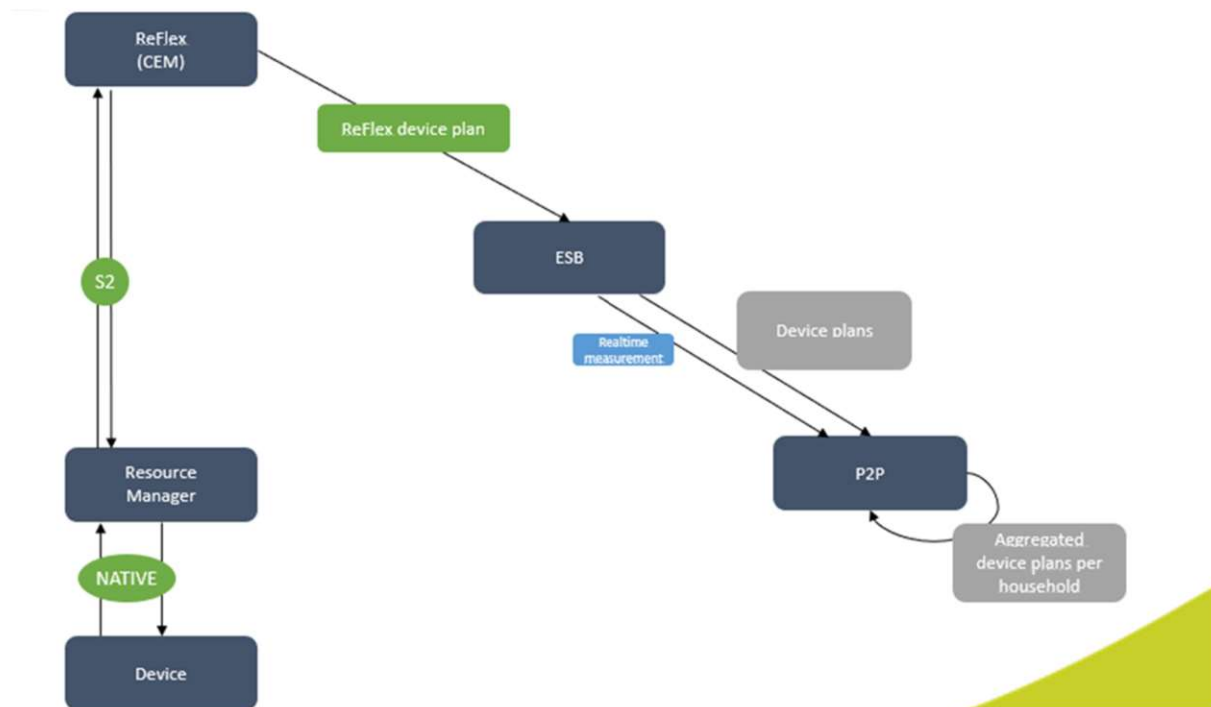 ReFlex
(CEM)
ReFlex device plan
ESB
S2
Device plans
Realtime
measurement
Resource
Manager
P2P
Aggregated
device plans per
household
NATIVE
Device